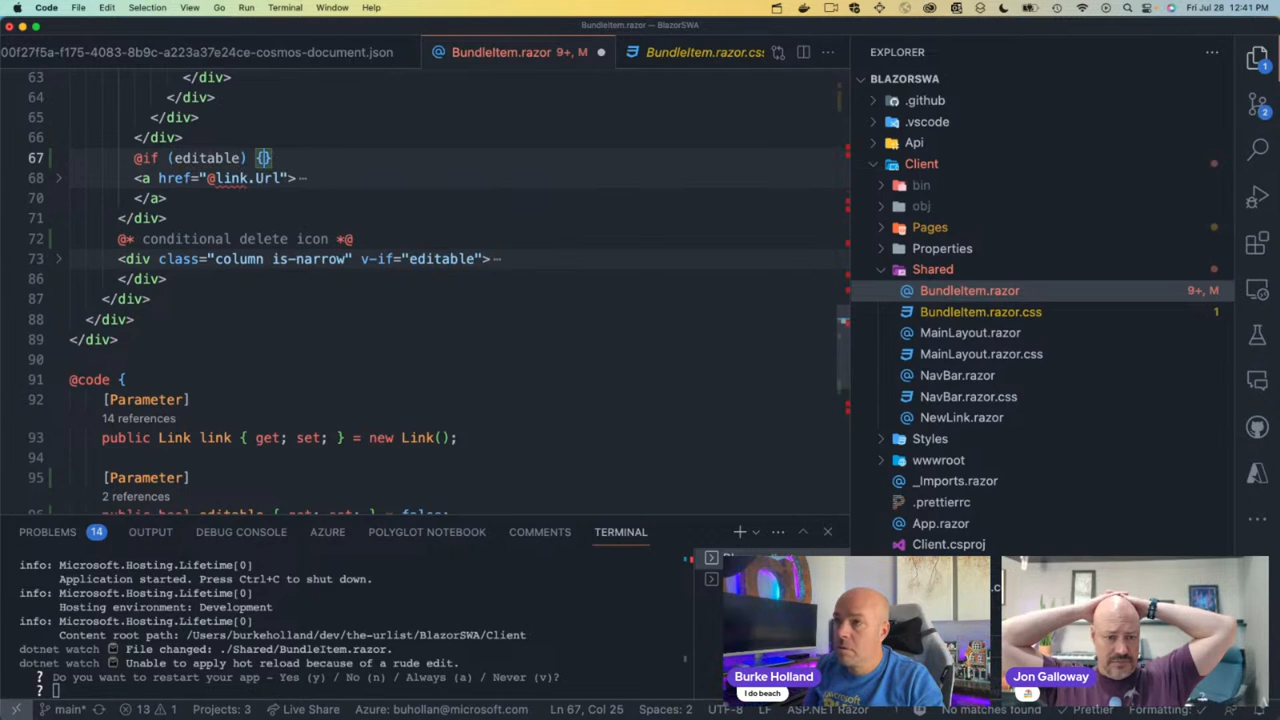 Code File Edit Selection View Go Run Terminal Window Help
Fri Jul 28 12:41 PM
BundleItem.razor — BlazorSWA
00f27f5a-f175-4083-8b9c-a223a37e24ce-cosmos-document.json
BundleItem.razor 9+, M
BundleItem.razor.css
63 </div>
64 </div>
65 </div>
66 </div>
67 @if (editable) {}
68 <a href="@link.Url">
70 </a>
71 </div>
72 @* conditional delete icon *@
73 <div class="column is-narrow" v-if="editable">
86 </div>
87 </div>
88 </div>
89 </div>
90
91 @code {
92 [Parameter]
14 references
93 public Link link { get; set; } = new Link();
94
95 [Parameter]
2 references
EXPLORER
BLAZORSWA
.github
.vscode
Api
Client
bin
obj
Pages
Properties
Shared
BundleItem.razor 9+, M
BundleItem.razor.css 1
MainLayout.razor
MainLayout.razor.css
NavBar.razor
NavBar.razor.css
NewLink.razor
Styles
wwwroot
_Imports.razor
.prettierrc
App.razor
Client.csproj
1
2
PROBLEMS 14 OUTPUT DEBUG CONSOLE AZURE POLYGLOT NOTEBOOK COMMENTS TERMINAL
info: Microsoft.Hosting.Lifetime[0]
Application started. Press Ctrl+C to shut down.
info: Microsoft.Hosting.Lifetime[0]
Hosting environment: Development
info: Microsoft.Hosting.Lifetime[0]
Content root path: /Users/burkeholland/dev/the-urlist/BlazorSWA/Client
dotnet watch File changed: ./Shared/BundleItem.razor.
dotnet watch Unable to apply hot reload because of a rude edit.
? Do you want to restart your app - Yes (y) / No (n) / Always (a) / Never (v)?
?
Burke Holland
I do beach
Jon Galloway
main* 13 1 Projects: 3 Live Share Azure: buhollan@microsoft.com Ln 67, Col 25 Spaces: 2 UTF-8 LF ASP.NET Razor No matches found Prettier Formatting: